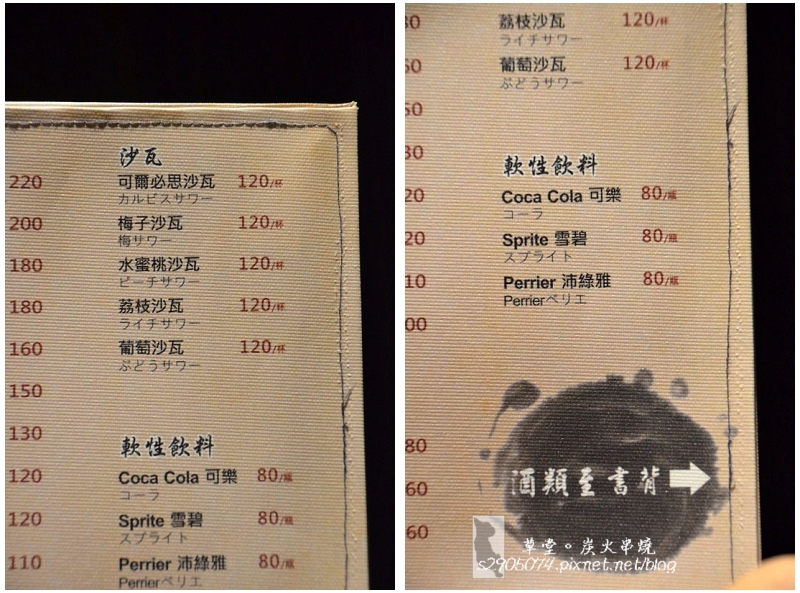 沙瓦
220 可爾必思沙瓦 120/杯
カルピスサワー
200 梅子沙瓦 120/杯
梅サワー
180 水蜜桃沙瓦 120/杯
ピーチサワー
180 荔枝沙瓦 120/杯
ライチサワー
160 葡萄沙瓦 120/杯
ぶどうサワー
150
130 軟性飲料
120 Coca Cola 可樂 80/瓶
コーラ
120 Sprite 雪碧 80/瓶
スプライト
110 Perrier 沛綠雅 80/瓶
Perrierペリエ
荔枝沙瓦 120/杯
ライチサワー
60 葡萄沙瓦 120/杯
ぶどうサワー
50
30 軟性飲料
20 Coca Cola 可樂 80/瓶
コーラ
20 Sprite 雪碧 80/瓶
スプライト
10 Perrier 沛綠雅 80/瓶
Perrierペリエ
00
80
60 酒類至書背
60
草堂。炭火串燒
s2905074.pixnet.net/blog